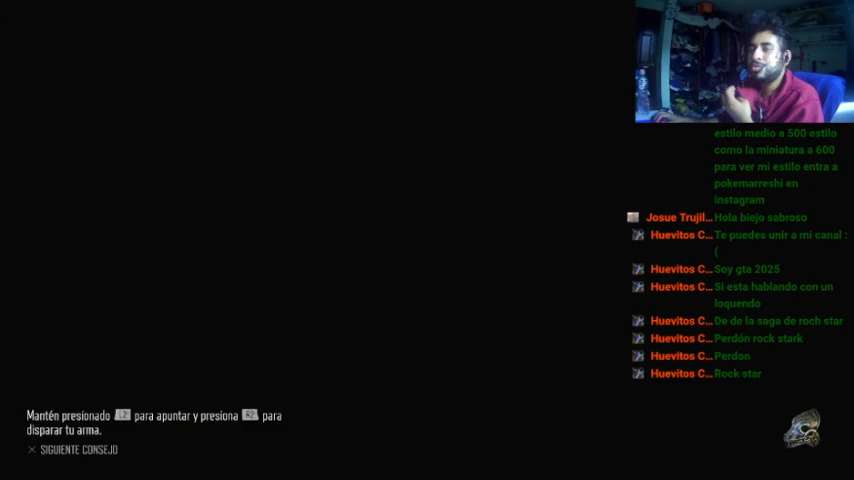 estilo medio a 500 estilo
como la miniatura a 600
para ver mi estilo entra a
pokemarreshi en
instagram
Josue Trujil... Hola biejo sabroso
Huevitos C... Te puedes unir a mi canal :
(
Huevitos C... Soy gta 2025
Huevitos C... Si esta hablando con un
loquendo
Huevitos C... De de la saga de roch star
Huevitos C... Perdón rock stark
Huevitos C... Perdon
Huevitos C... Rock star
Mantén presionado L2 para apuntar y presiona R2 para
disparar tu arma.
× SIGUIENTE CONSEJO